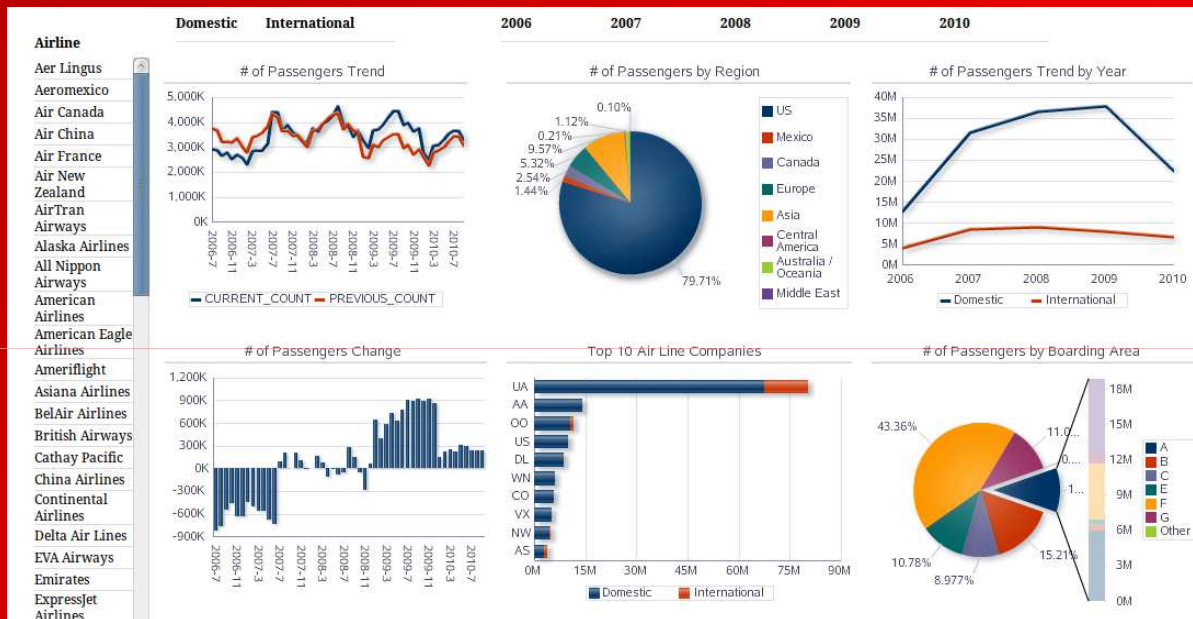 Domestic International 2006 2007 2008 2009 2010
Airline
Aer Lingus
Aeromexico
Air Canada
Air China
Air France
Air New
Zealand
AirTran
Airways
Alaska Airlines
All Nippon
Airways
American
Airlines
American Eagle
Airlines
Ameriflight
Asiana Airlines
BelAir Airlines
British Airways
Cathay Pacific
China Airlines
Continental
Airlines
Delta Air Lines
EVA Airways
Emirates
ExpressJet
Airlines
# of Passengers Trend
5,000K
4,000K
3,000K
2,000K
1,000K
0K
2006-7 2006-11 2007-3 2007-7 2007-11 2008-3 2008-7 2008-11 2009-3 2009-7 2009-11 2010-3 2010-7
CURRENT_COUNT PREVIOUS_COUNT
# of Passengers by Region
0.10%
1.12%
0.21%
9.57%
5.32%
2.54%
1.44%
79.71%
US
Mexico
Canada
Europe
Asia
Central
America
Australia /
Oceania
Middle East
# of Passengers Trend by Year
40M
35M
30M
25M
20M
15M
10M
5M
0M
2006 2007 2008 2009 2010
Domestic International
# of Passengers Change
1,200K
900K
600K
300K
0K
-300K
-600K
-900K
2006-7 2006-11 2007-3 2007-7 2007-11 2008-3 2008-7 2008-11 2009-3 2009-7 2009-11 2010-3 2010-7
Top 10 Air Line Companies
UA
AA
OO
US
DL
WN
CO
VX
NW
AS
0M 15M 30M 45M 60M 75M 90M
Domestic International
# of Passengers by Boarding Area
43.36%
11.0...
0....
1...
15.21%
8.977%
10.78%
18M
15M
12M
9M
6M
3M
0M
A
B
C
E
F
G
Other